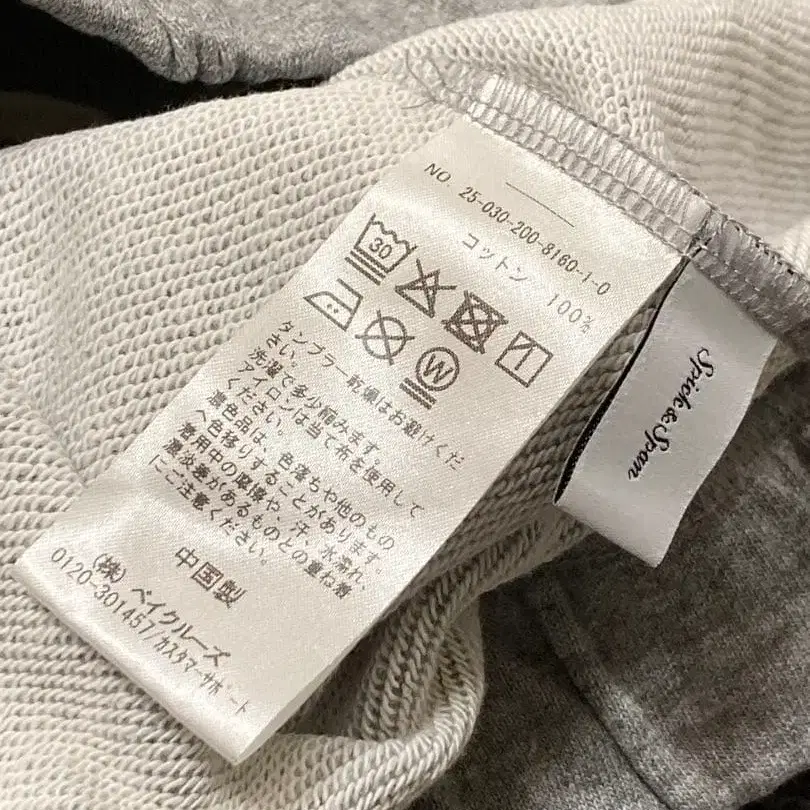 NO. 25-030-200-8160-1-0
コットン 100%
30
W
タンブラー乾燥はお避けくだ
さい。
洗濯で多少縮みます。
アイロンは当て布を使用して
ください。
濃色品は、色落ちや他のもの
へ色移りすることがあります。
着用中の摩擦や、汗、水濡れ、
濃淡差があるものとの重ね着
にご注意ください。
中国製
(株) ベイクルーズ
0120-301457/カスタマーサポート
Spick & Span